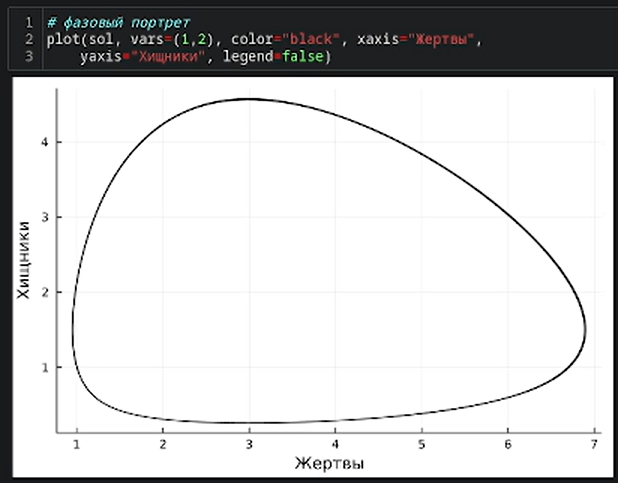 1 # фазовый портрет
2 plot(sol, vars=(1,2), color="black", xaxis="Жертвы",
3 yaxis="Хищники", legend=false)
4
3
2
1
Хищники
1 2 3 4 5 6 7
Жертвы